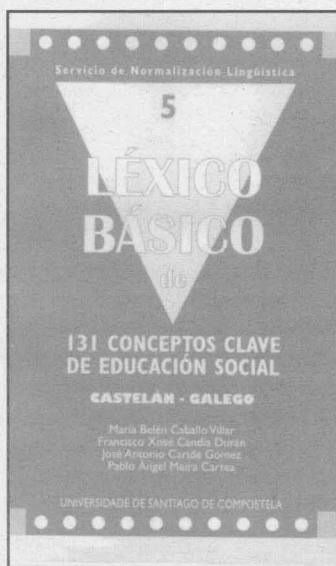 Servicio de Normalización Lingüística
5
LÉXICO
BÁSICO
de
131 CONCEPTOS CLAVE
DE EDUCACIÓN SOCIAL
CASTELÁN - GALEGO
María Belén Caballo Villar
Francisco Xosé Candia Durán
José Antonio Caride Gómez
Pablo Ángel Meira Cartea
UNIVERSIDADE DE SANTIAGO DE COMPOSTELA